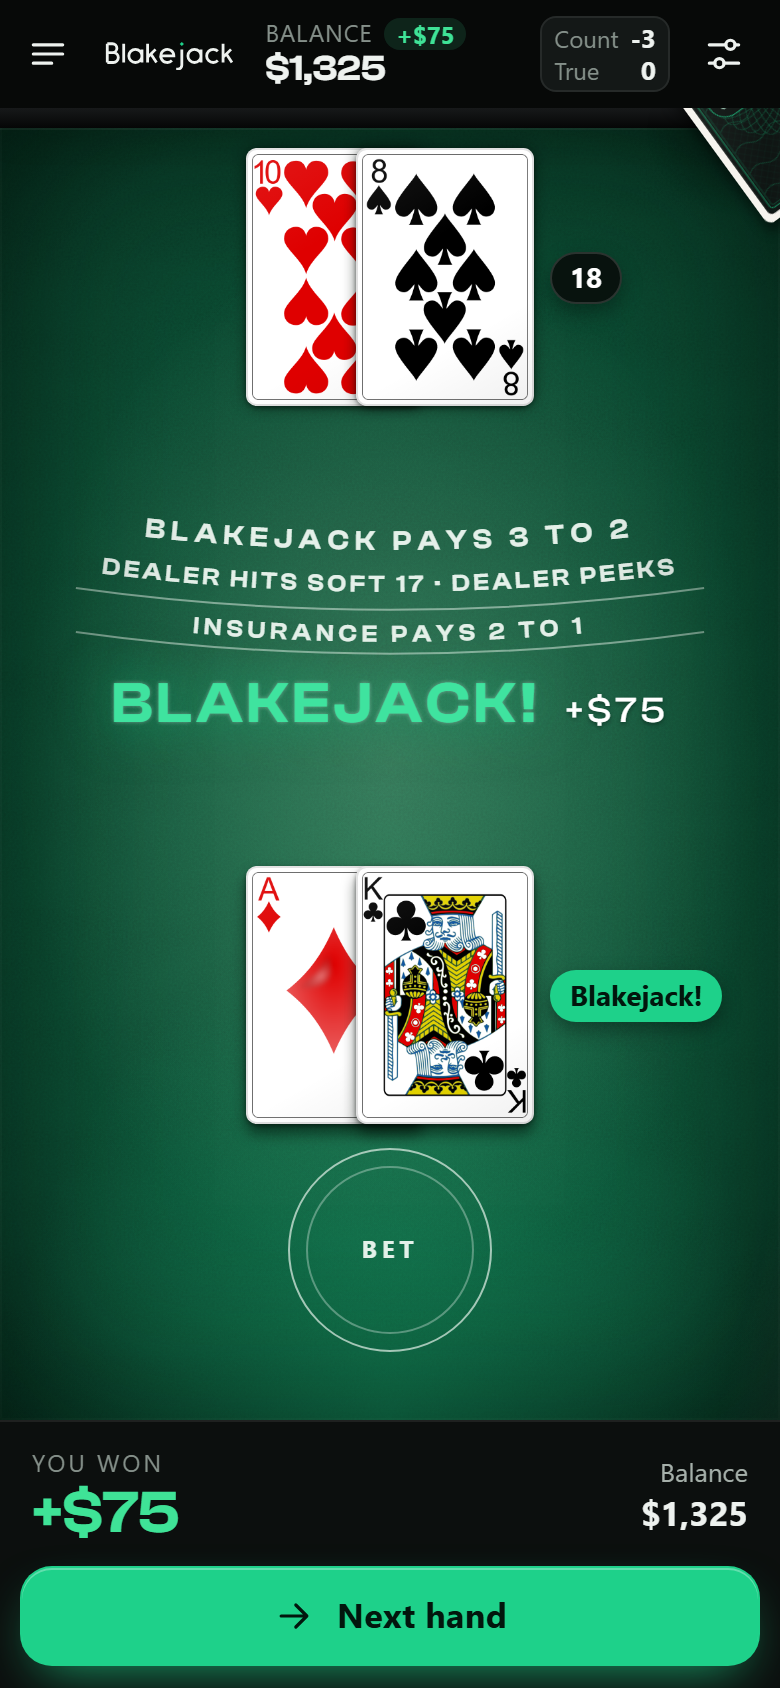 Blakejack
BALANCE +$75
$1,325
Count -3
True 0
10
8
8
18
BLAKEJACK PAYS 3 TO 2
DEALER HITS SOFT 17 · DEALER PEEKS
INSURANCE PAYS 2 TO 1
BLAKEJACK! +$75
A
K
K
Blakejack!
BET
YOU WON
+$75
Balance
$1,325
→ Next hand